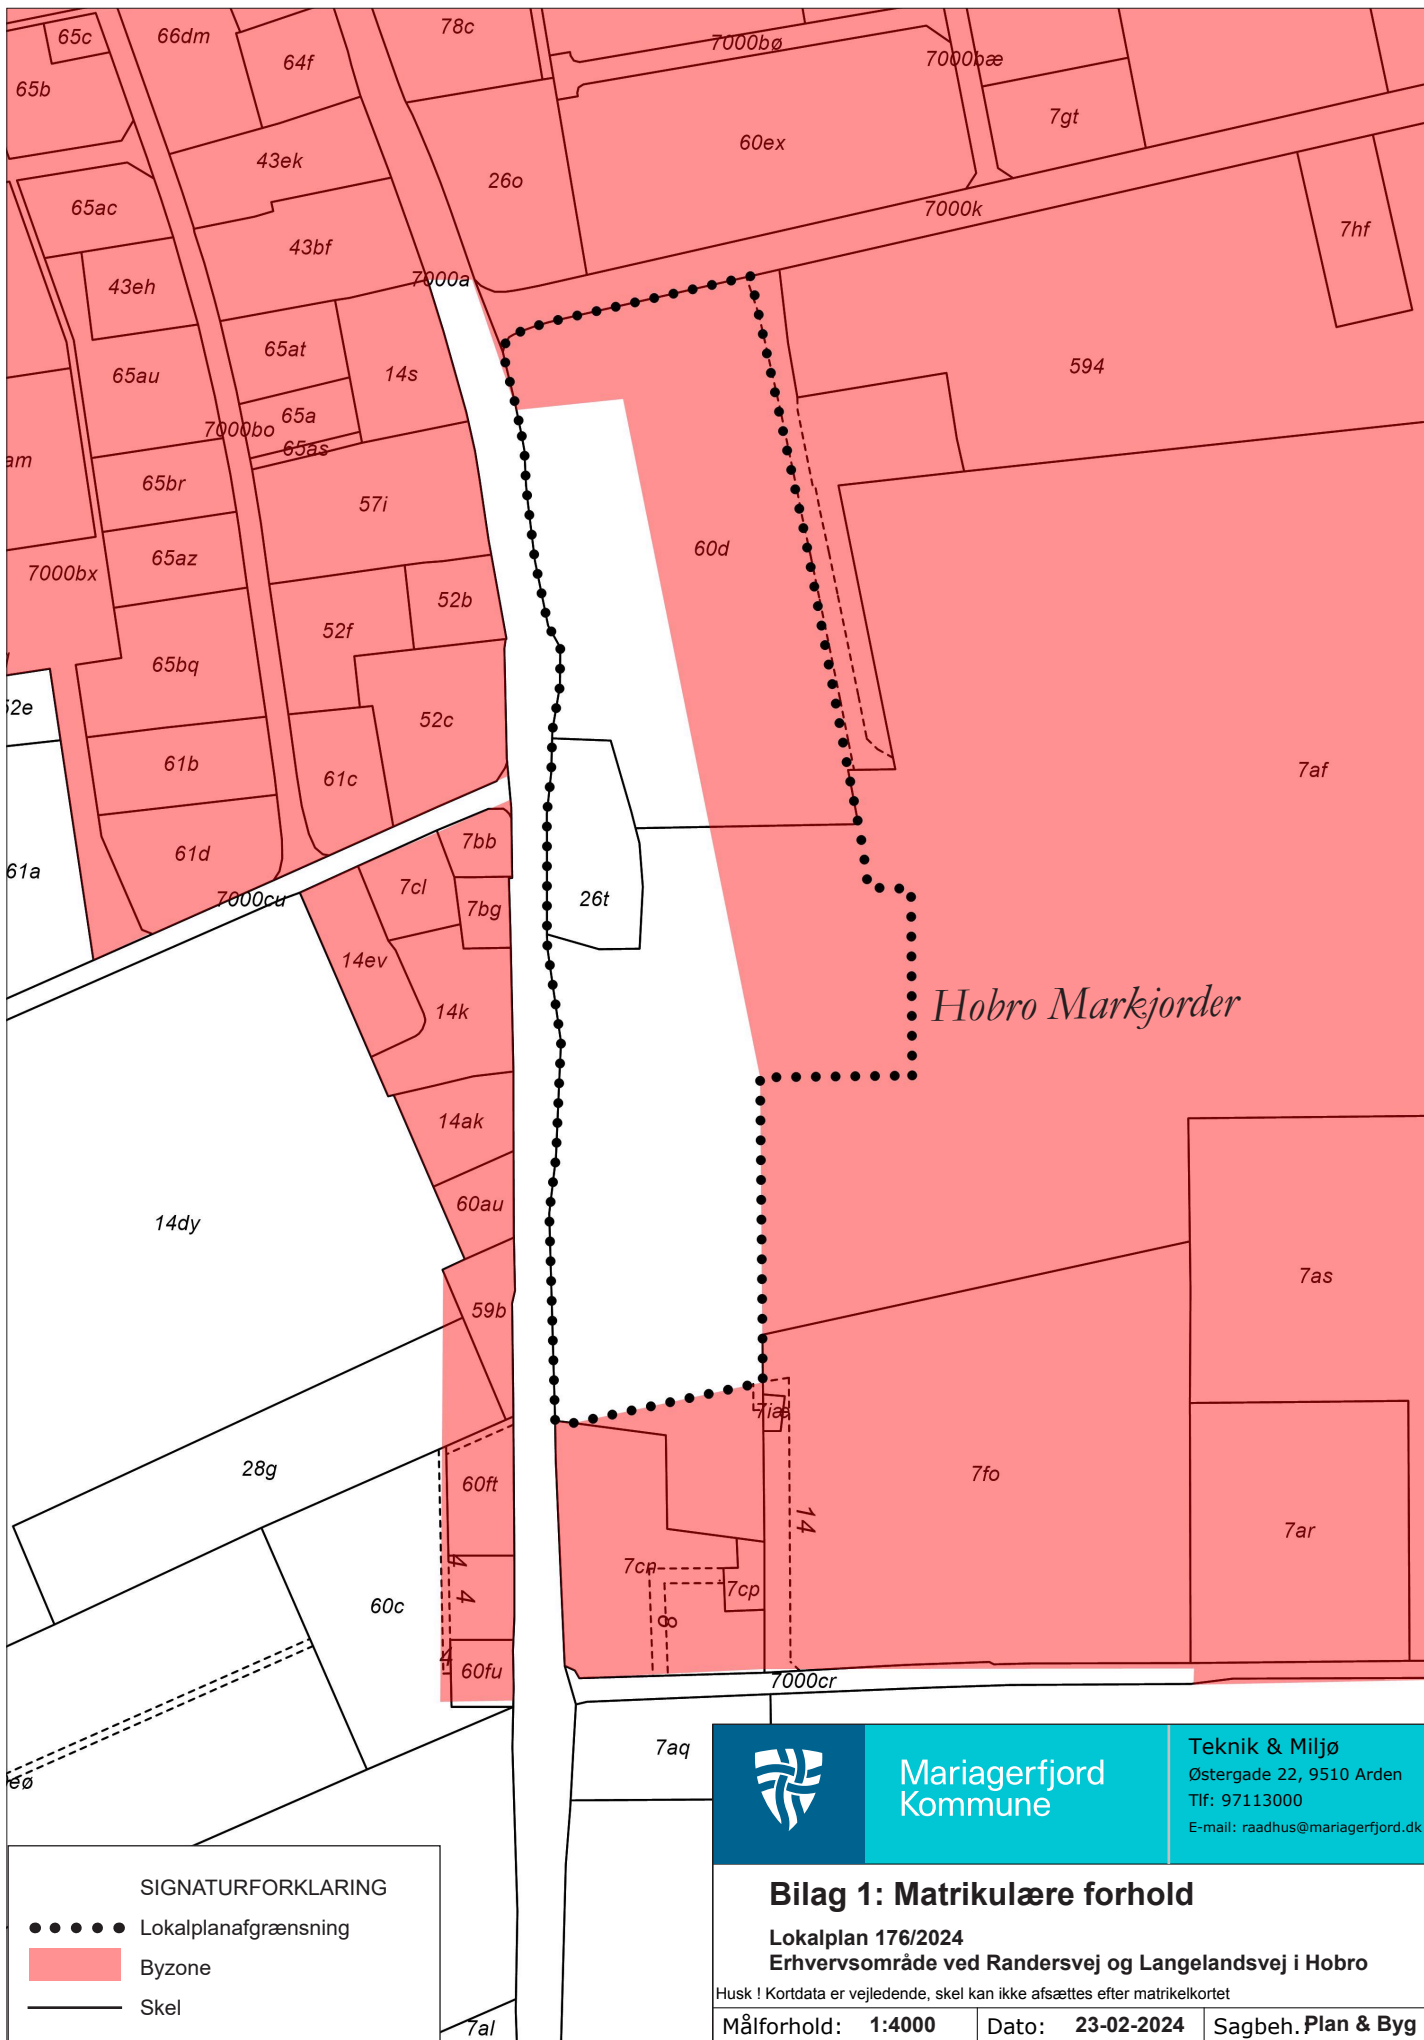 65c
66dm
78c
7000bø
7000bæ
64f
65b
7gt
60ex
43ek
26o
65ac
7000k
7hf
43bf
7000a
43eh
65at
594
65au
14s
65a
7000bo
65as
am
65br
57i
60d
65az
7000bx
52b
52f
65bq
52e
52c
61b
61c
7af
7bb
61d
61a
7cl
7000cu
7bg
26t
14ev
Hobro Markjorder
14k
14ak
60au
14dy
7as
59b
7iæ
28g
60ft
7fo
14
7ar
4
7cn
7cp
4
60c
8
4
60fu
7000cr
7aq
eø
7al
SIGNATURFORKLARING
Lokalplanafgrænsning
Byzone
Skel
Mariagerfjord
Kommune
Teknik & Miljø
Østergade 22, 9510 Arden
Tlf: 97113000
E-mail: raadhus@mariagerfjord.dk
Bilag 1: Matrikulære forhold
Lokalplan 176/2024
Erhvervsområde ved Randersvej og Langelandsvej i Hobro
Husk ! Kortdata er vejledende, skel kan ikke afsættes efter matrikelkortet
Målforhold: 1:4000 Dato: 23-02-2024 Sagbeh.: Plan & Byg